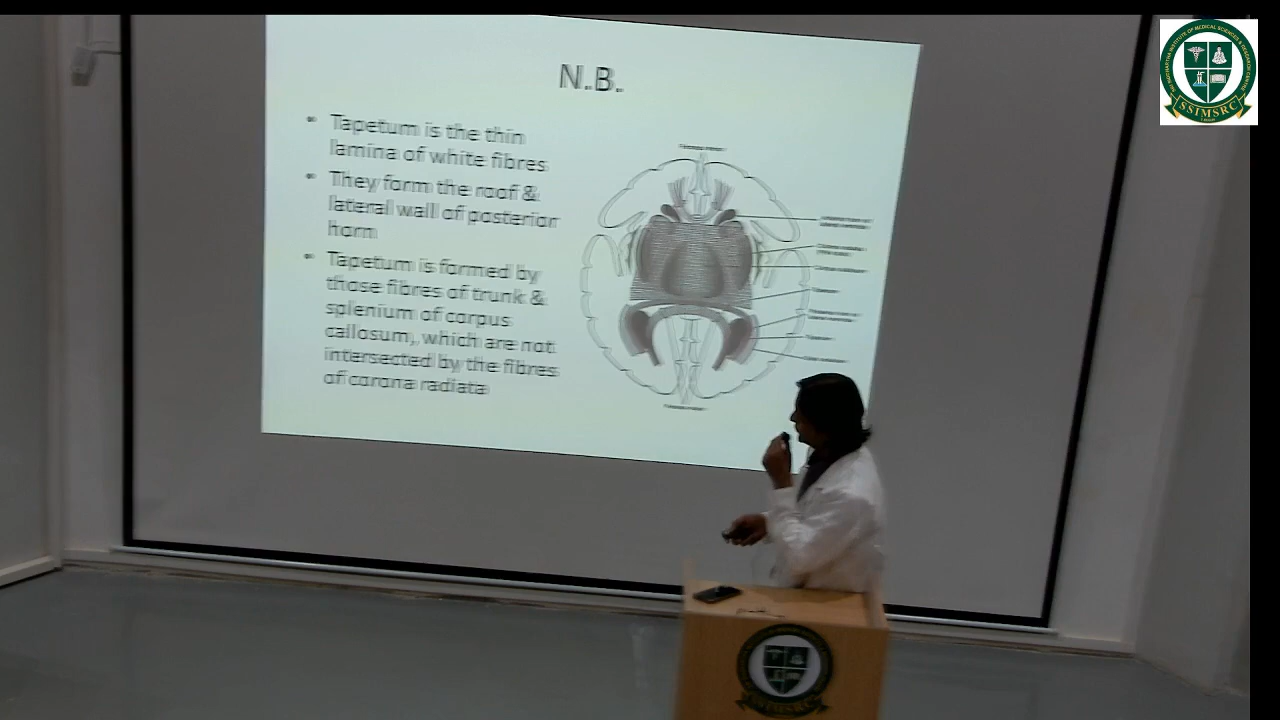 N.B.
• Tapetum is the thin
lamina of white fibres
• They form the roof &
lateral wall of posterior
horn
• Tapetum is formed by
those fibres of trunk &
splenium of corpus
callosum, which are not
intersected by the fibres
of corona radiata
SSIMSRC
SSIMSRC